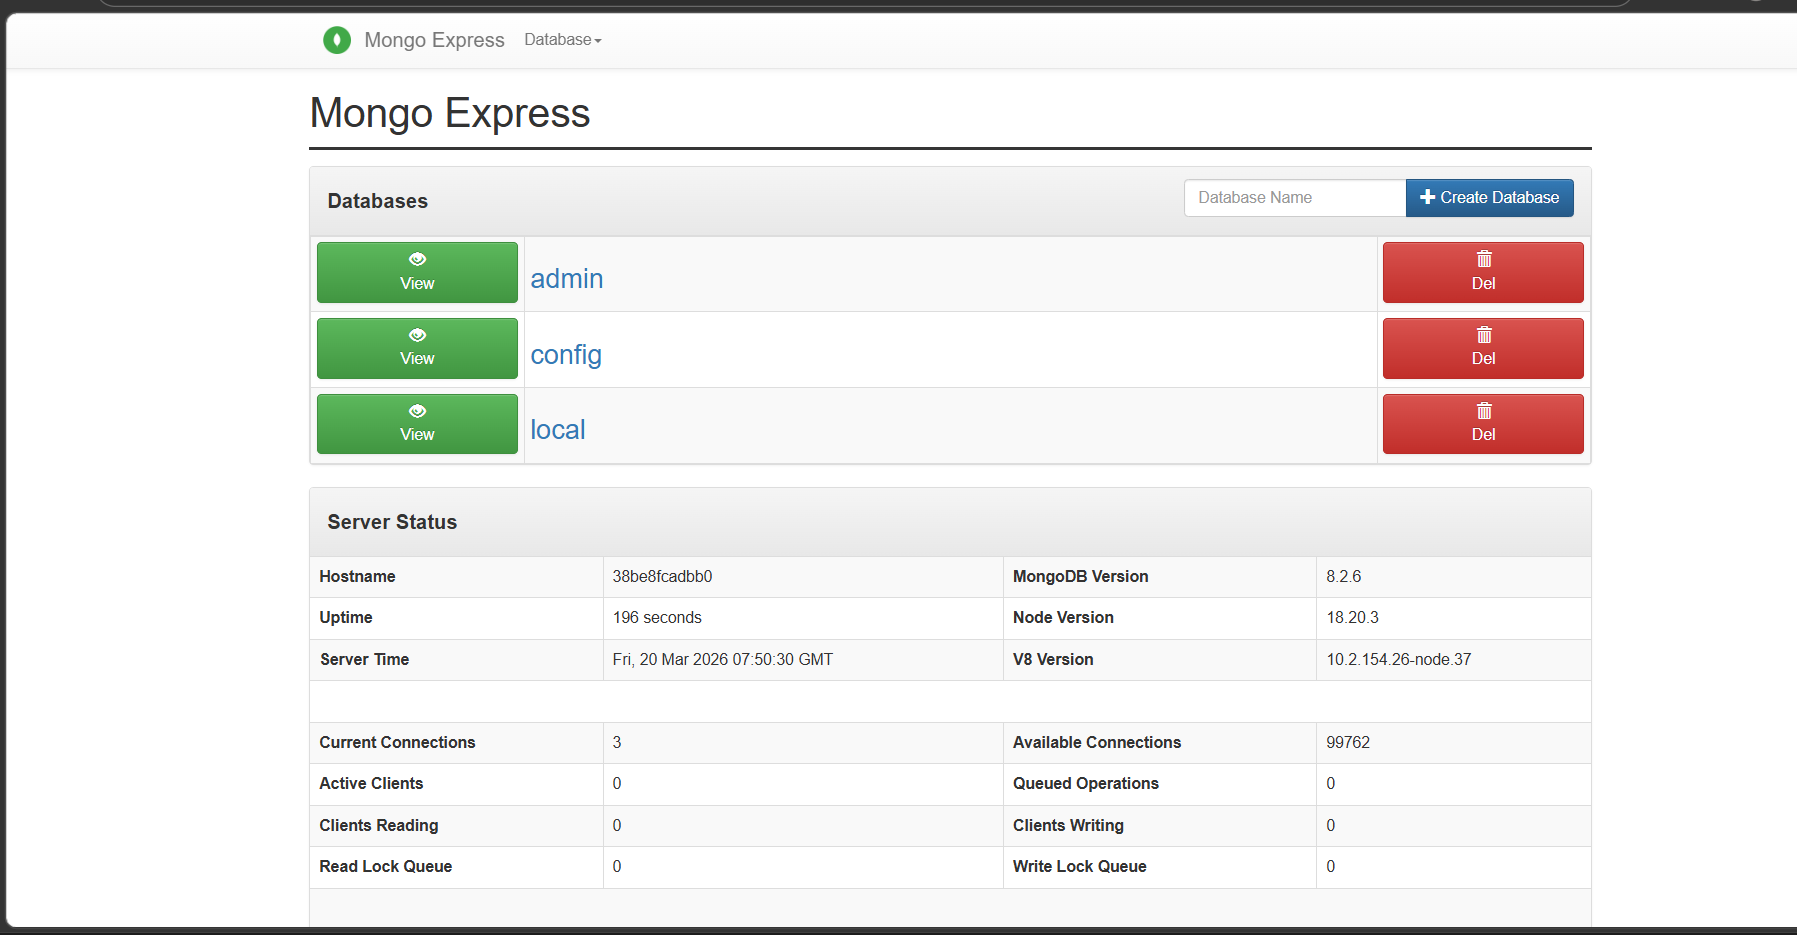 Mongo Express Database
Mongo Express
Databases Database Name Create Database
View admin Del
View config Del
View local Del
Server Status
Hostname 38be8fcadbb0 MongoDB Version 8.2.6
Uptime 196 seconds Node Version 18.20.3
Server Time Fri, 20 Mar 2026 07:50:30 GMT V8 Version 10.2.154.26-node.37
Current Connections 3 Available Connections 99762
Active Clients 0 Queued Operations 0
Clients Reading 0 Clients Writing 0
Read Lock Queue 0 Write Lock Queue 0